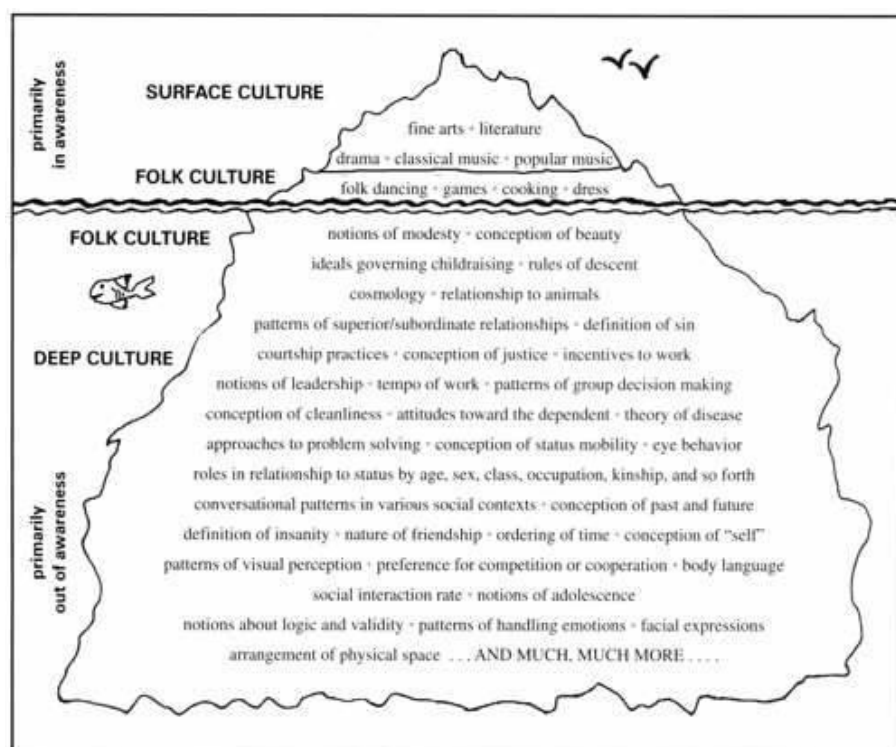 primarily
in awareness
SURFACE CULTURE
fine arts • literature
drama • classical music • popular music
FOLK CULTURE
folk dancing • games • cooking • dress
FOLK CULTURE
notions of modesty • conception of beauty
ideals governing childraising • rules of descent
cosmology • relationship to animals
patterns of superior/subordinate relationships • definition of sin
DEEP CULTURE
courtship practices • conception of justice • incentives to work
notions of leadership • tempo of work • patterns of group decision making
conception of cleanliness • attitudes toward the dependent • theory of disease
approaches to problem solving • conception of status mobility • eye behavior
roles in relationship to status by age, sex, class, occupation, kinship, and so forth
conversational patterns in various social contexts • conception of past and future
definition of insanity • nature of friendship • ordering of time • conception of "self"
patterns of visual perception • preference for competition or cooperation • body language
social interaction rate • notions of adolescence
notions about logic and validity • patterns of handling emotions • facial expressions
arrangement of physical space . . . AND MUCH, MUCH MORE . . . .
primarily
out of awareness